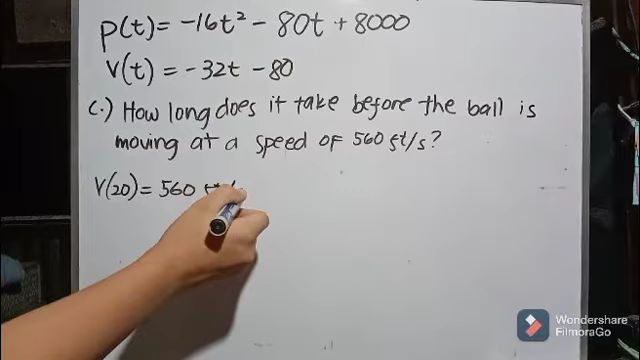 p(t) = -16t² - 80t + 8000
v(t) = -32t - 80
c.) How long does it take before the ball is
moving at a speed of 560 ft/s?
v(20) = 560
Wondershare
FilmoraGo